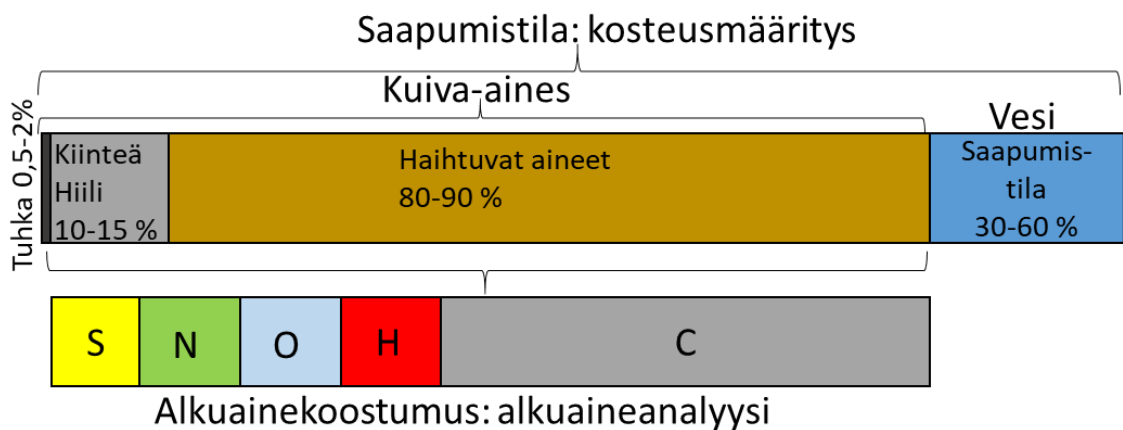 Saapumistila: kosteusmääritys
Kuiva-aines
Vesi
Tuhka 0,5-2%
Kiinteä
Hiili
10-15 %
Haihtuvat aineet
80-90 %
Saapumis-
tila
30-60 %
S
N
O
H
C
Alkuainekoostumus: alkuaineanalyysi